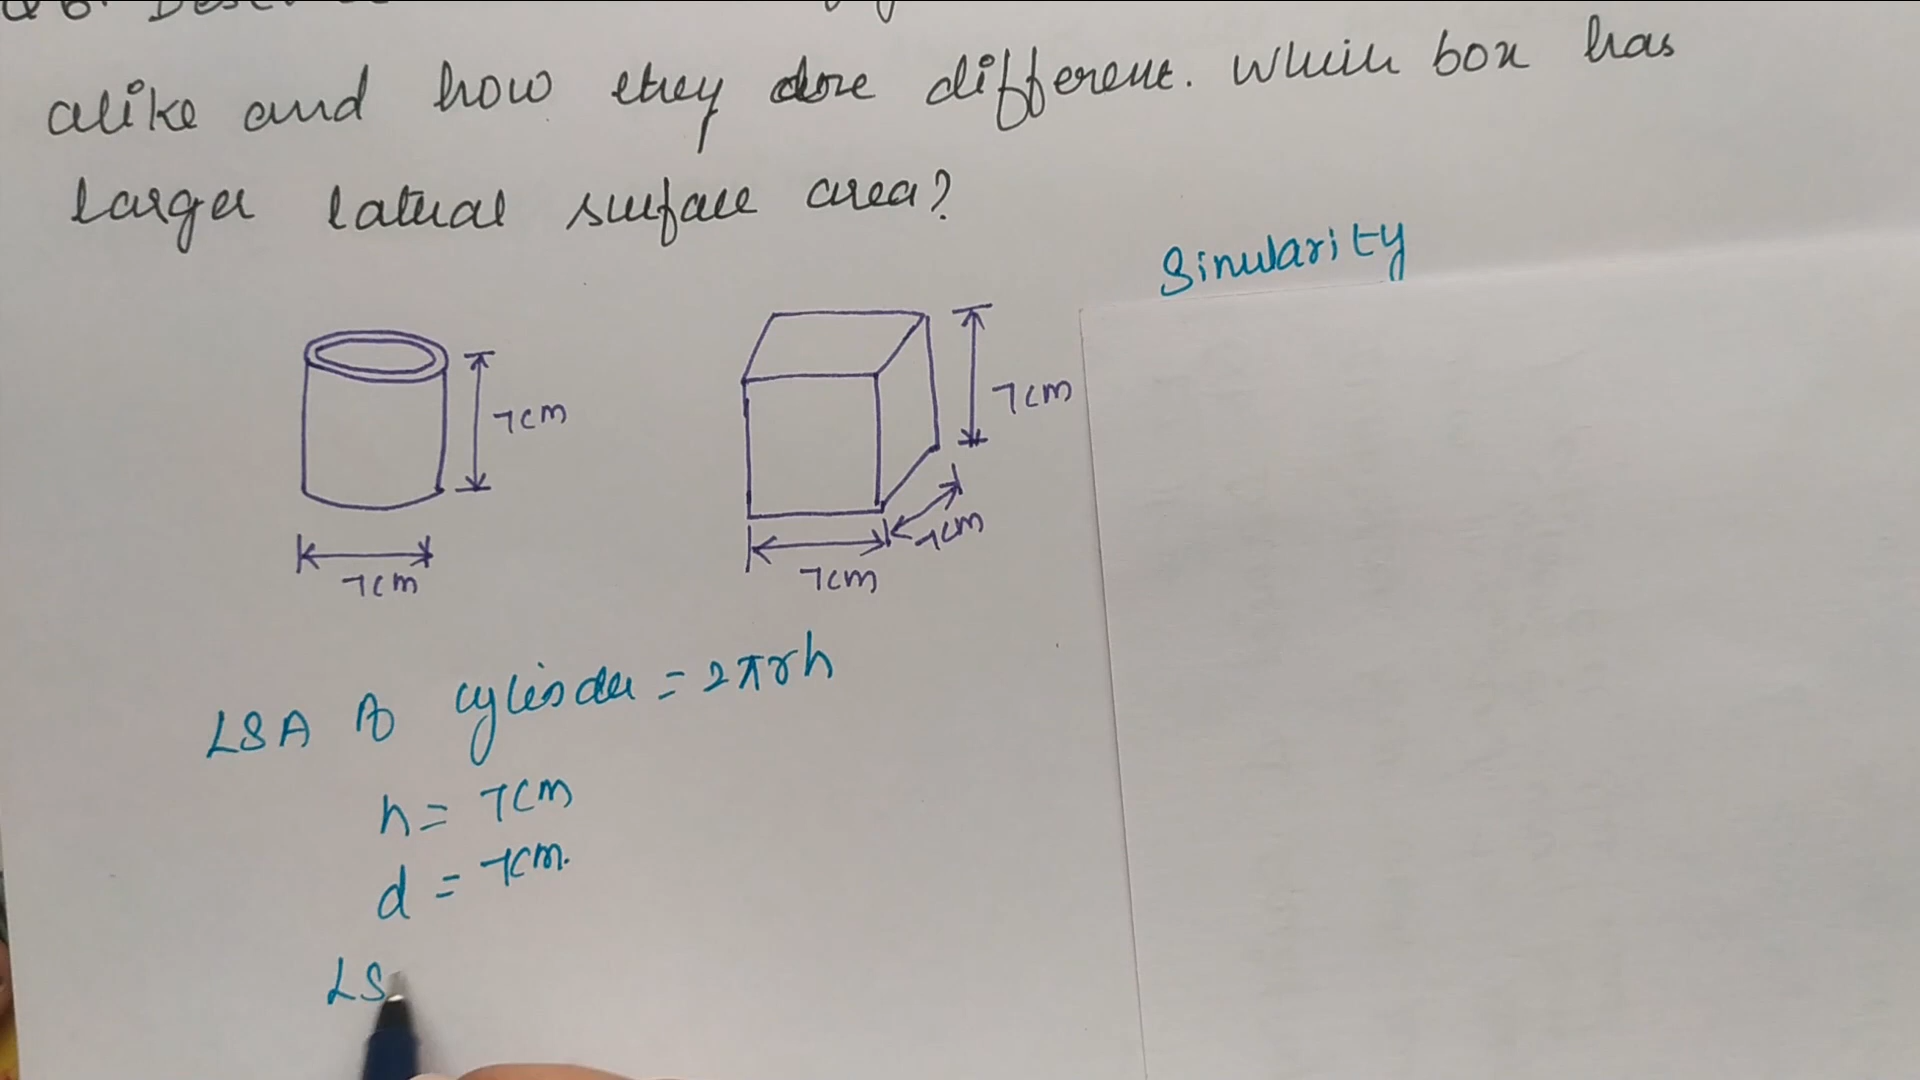 alike and how they are different. Which box has
larger lateral surface area?
Similarity
7cm
7cm
7cm
7cm
7cm
LSA of cylinder = 2πrh
h = 7cm
d = 7cm.
LS